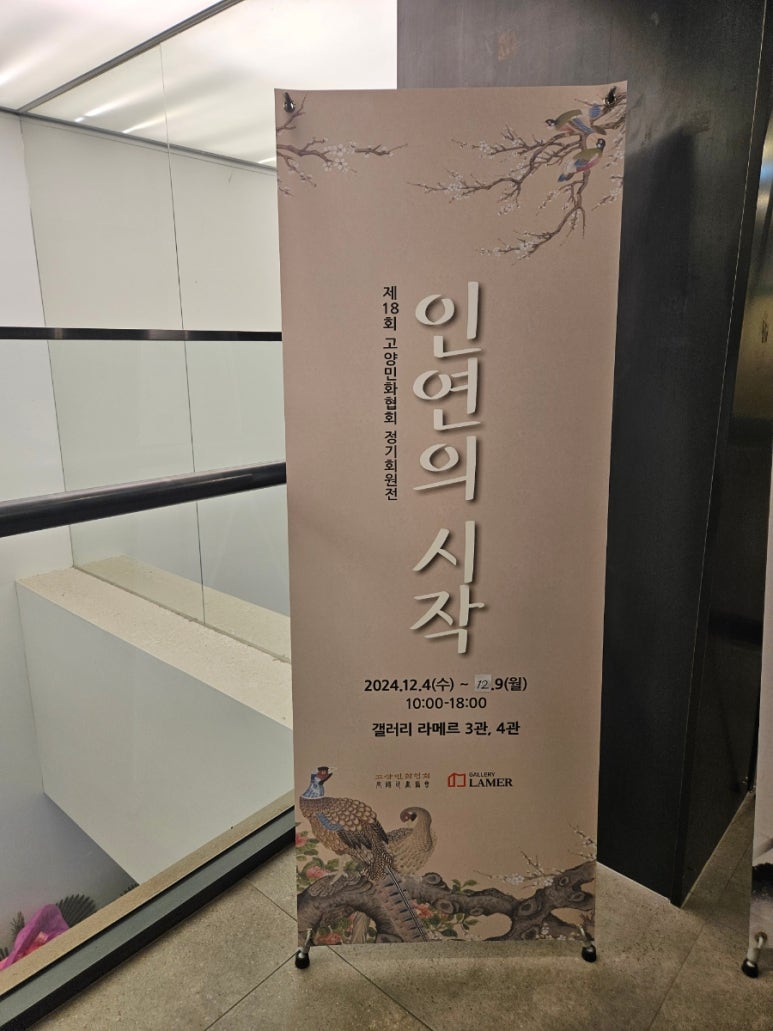 인연의 시작
제18회 고양민화협회 정기회원전
2024.12.4(수) ~ 12.9(월)
10:00-18:00
갤러리 라메르 3관, 4관
고양민화협회
GALLERY
LAMER